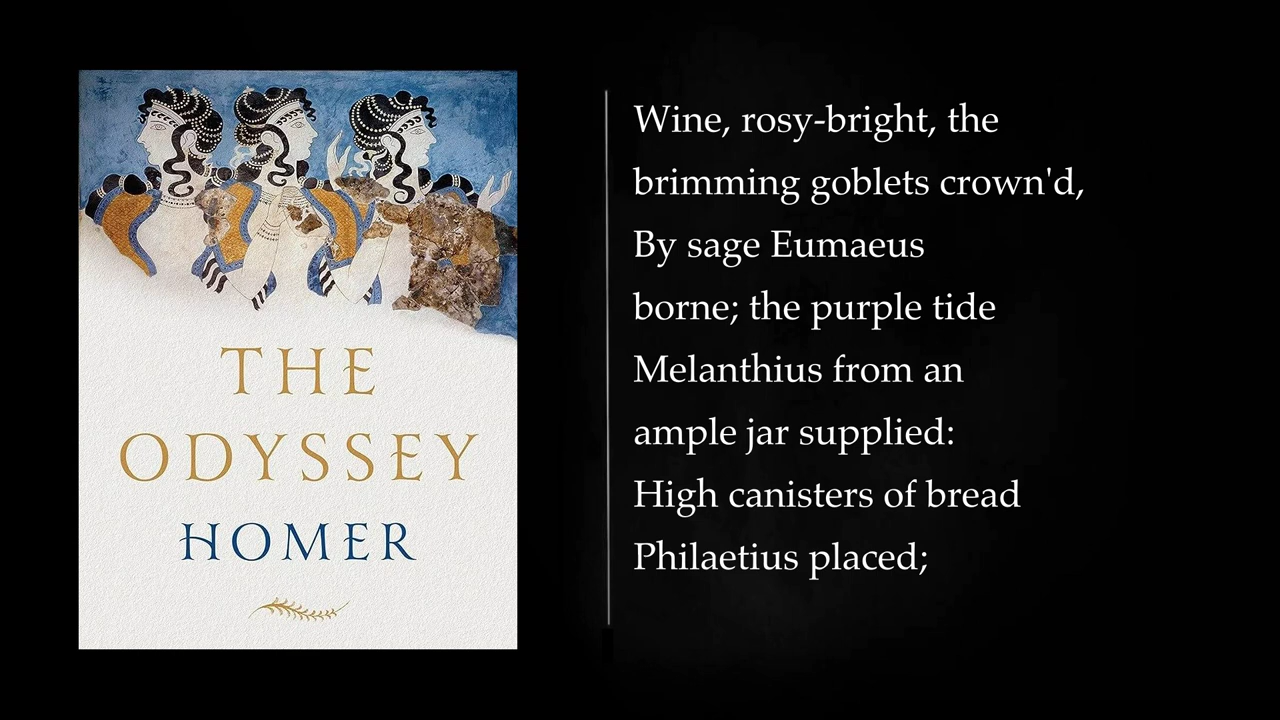 THE
ODYSSEY
HOMER
Wine, rosy-bright, the
brimming goblets crown'd,
By sage Eumaeus
borne; the purple tide
Melanthius from an
ample jar supplied:
High canisters of bread
Philaetius placed;